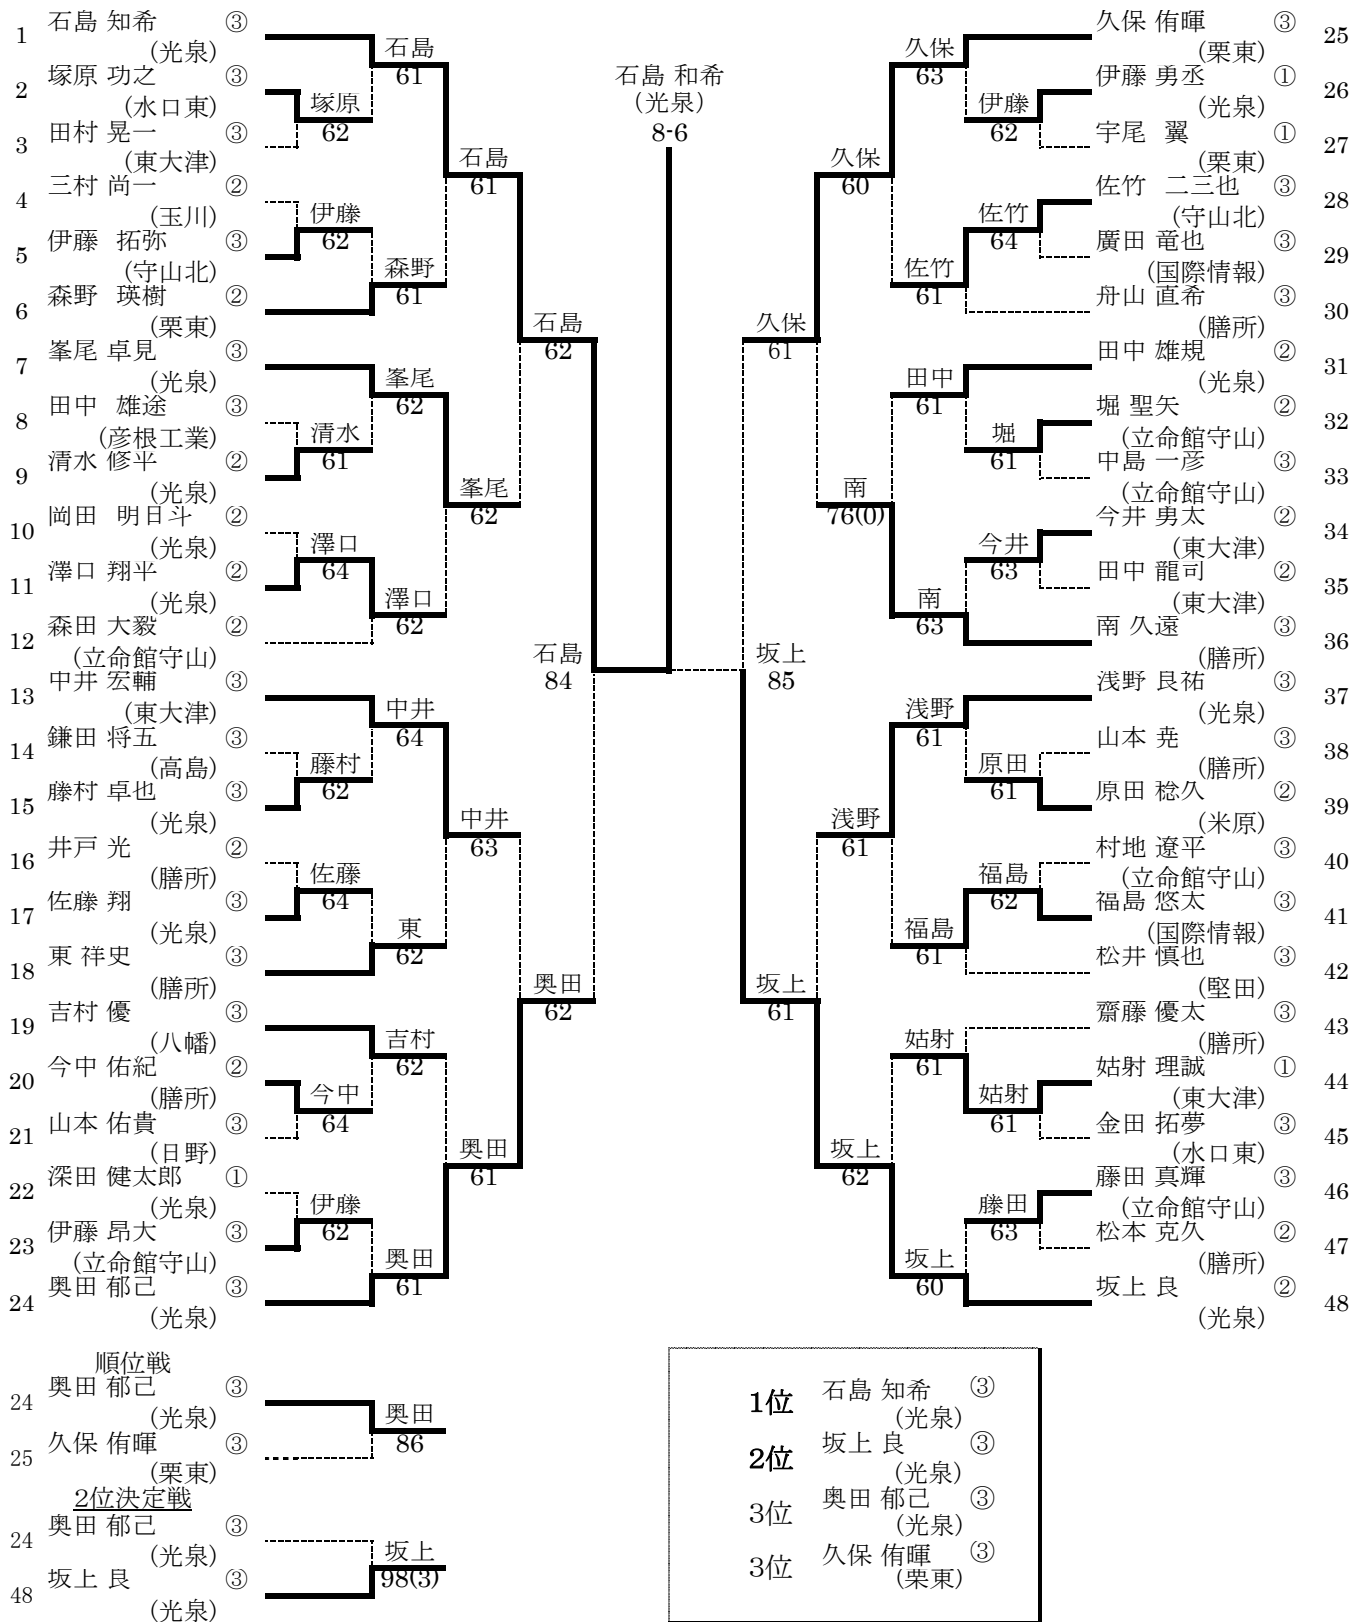 1 石島 知希 ③
(光泉)
2 塚原 功之 ③
(水口東)
3 田村 晃一 ③
(東大津)
4 三村 尚一 ②
(玉川)
5 伊藤 拓弥 ③
(守山北)
6 森野 瑛樹 ②
(栗東)
7 峯尾 卓見 ③
(光泉)
8 田中 雄途 ③
(彦根工業)
9 清水 修平 ②
(光泉)
10 岡田 明日斗 ②
(光泉)
11 澤口 翔平 ②
(光泉)
12 森田 大毅 ②
(立命館守山)
13 中井 宏輔 ③
(東大津)
14 鎌田 将五 ③
(高島)
15 藤村 卓也 ③
(光泉)
16 井戸 光 ②
(膳所)
17 佐藤 翔 ③
(光泉)
18 東 祥史 ③
(膳所)
19 吉村 優 ③
(八幡)
20 今中 佑紀 ②
(膳所)
21 山本 佑貴 ③
(日野)
22 深田 健太郎 ①
(光泉)
23 伊藤 昂大 ③
(立命館守山)
24 奥田 郁己 ③
(光泉)
塚原
62
伊藤
62
清水
61
澤口
64
藤村
62
佐藤
64
今中
64
伊藤
62
石島
61
森野
61
峯尾
62
澤口
62
中井
64
東
62
吉村
62
奥田
61
石島
61
峯尾
62
中井
63
奥田
61
石島
62
奥田
62
石島
84
石島 和希
(光泉)
8-6
坂上
85
久保
61
坂上
61
久保
60
南
76(0)
浅野
61
坂上
62
久保
63
佐竹
61
田中
61
南
63
浅野
61
福島
61
姑射
61
坂上
60
伊藤
62
佐竹
64
堀
61
今井
63
原田
61
福島
62
姑射
61
藤田
63
久保 侑暉 ③ 25
(栗東)
伊藤 勇丞 ① 26
(光泉)
宇尾 翼 ① 27
(栗東)
佐竹 二三也 ③ 28
(守山北)
廣田 竜也 ③ 29
(国際情報)
舟山 直希 ③ 30
(膳所)
田中 雄規 ② 31
(光泉)
堀 聖矢 ② 32
(立命館守山)
中島 一彦 ③ 33
(立命館守山)
今井 勇太 ② 34
(東大津)
田中 龍司 ② 35
(東大津)
南 久遠 ③ 36
(膳所)
浅野 良祐 ③ 37
(光泉)
山本 尭 ③ 38
(膳所)
原田 稔久 ② 39
(米原)
村地 遼平 ③ 40
(立命館守山)
福島 悠太 ③ 41
(国際情報)
松井 慎也 ③ 42
(堅田)
齋藤 優太 ③ 43
(膳所)
姑射 理誠 ① 44
(東大津)
金田 拓夢 ③ 45
(水口東)
藤田 真輝 ③ 46
(立命館守山)
松本 克久 ② 47
(膳所)
坂上 良 ② 48
(光泉)
順位戦
24 奥田 郁己 ③
(光泉)
25 久保 侑暉 ③
(栗東)
奥田
86
2位決定戦
24 奥田 郁己 ③
(光泉)
48 坂上 良 ③
(光泉)
坂上
98(3)
1位 石島 知希 ③
(光泉)
2位 坂上 良 ③
(光泉)
3位 奥田 郁己 ③
(光泉)
3位 久保 侑暉 ③
(栗東)